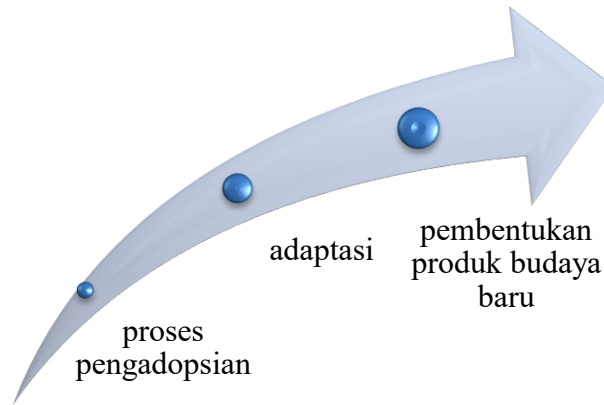 proses
pengadopsian
adaptasi
pembentukan
produk budaya
baru